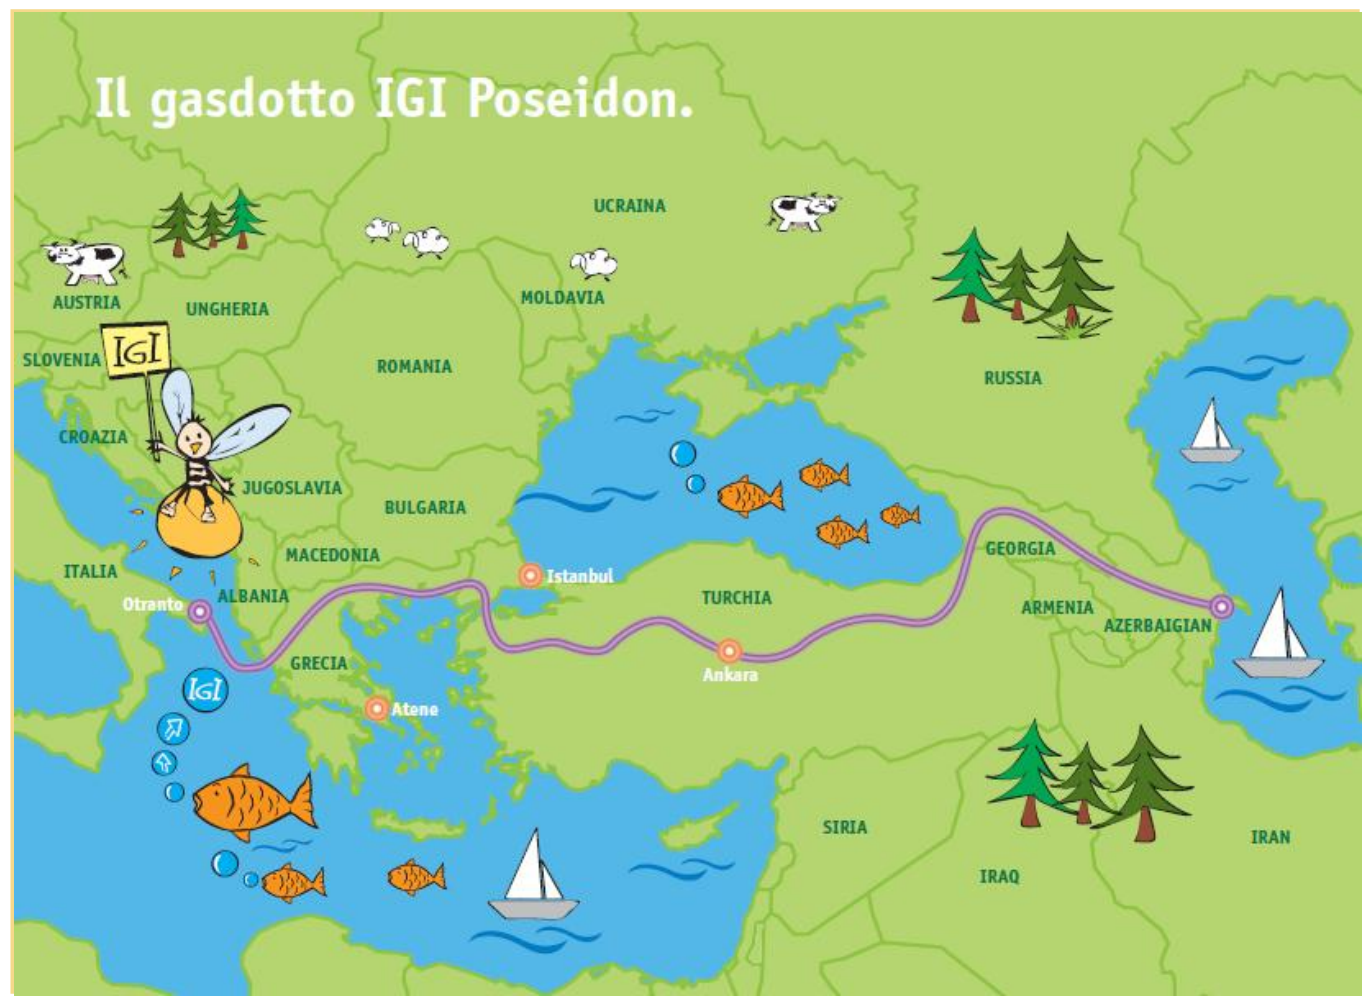 Il gasdotto IGI Poseidon.
UCRAINA
AUSTRIA
UNGHERIA
MOLDAVIA
SLOVENIA
IGI
ROMANIA
RUSSIA
CROAZIA
JUGOSLAVIA
BULGARIA
MACEDONIA
GEORGIA
ITALIA
Istanbul
ALBANIA
Otranto
TURCHIA
ARMENIA
AZERBAIGIAN
GRECIA
Ankara
IGI
Atene
SIRIA
IRAN
IRAQ